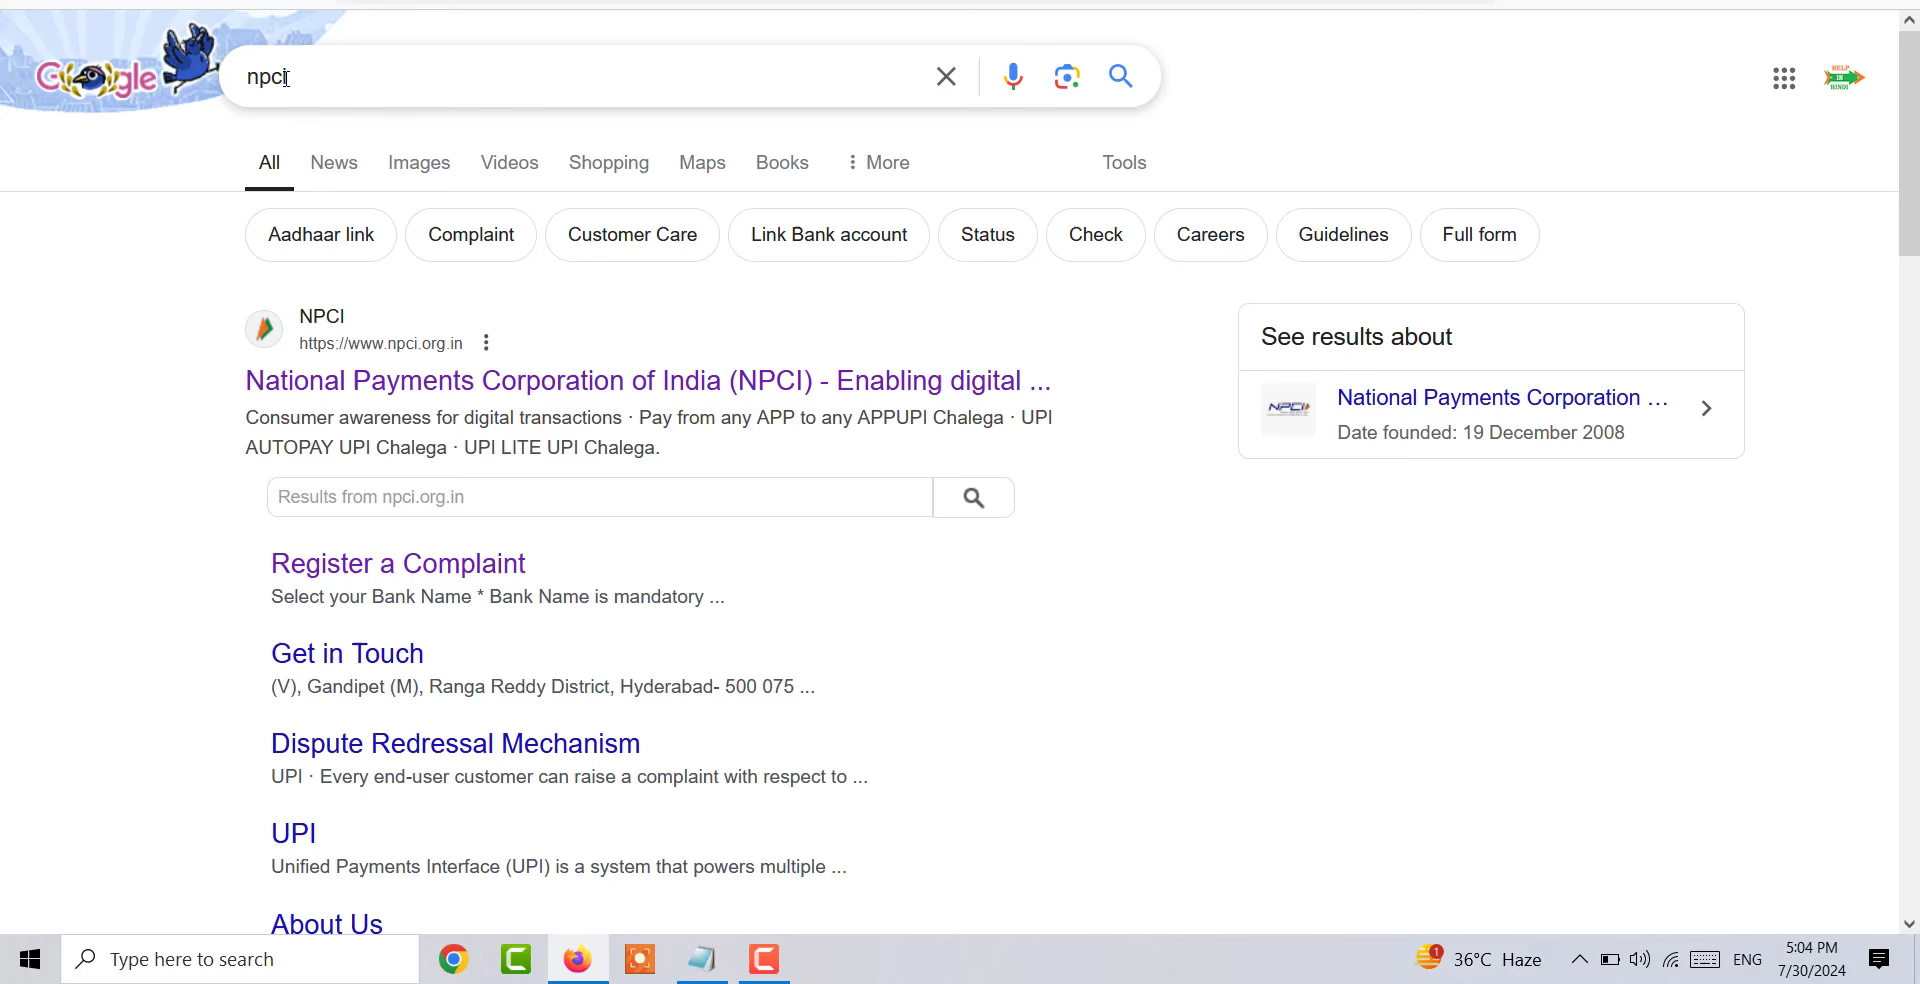 Google
npci
HELP
IN
HINDI
All News Images Videos Shopping Maps Books More Tools
Aadhaar link Complaint Customer Care Link Bank account Status Check Careers Guidelines Full form
NPCI
https://www.npci.org.in
National Payments Corporation of India (NPCI) - Enabling digital ...
Consumer awareness for digital transactions · Pay from any APP to any APPUPI Chalega · UPI
AUTOPAY UPI Chalega · UPI LITE UPI Chalega.
Results from npci.org.in
Register a Complaint
Select your Bank Name * Bank Name is mandatory ...
Get in Touch
(V), Gandipet (M), Ranga Reddy District, Hyderabad- 500 075 ...
Dispute Redressal Mechanism
UPI · Every end-user customer can raise a complaint with respect to ...
UPI
Unified Payments Interface (UPI) is a system that powers multiple ...
About Us
See results about
NPCI
National Payments Corporation ...
Date founded: 19 December 2008
Type here to search
1
36°C Haze
ENG
5:04 PM
7/30/2024